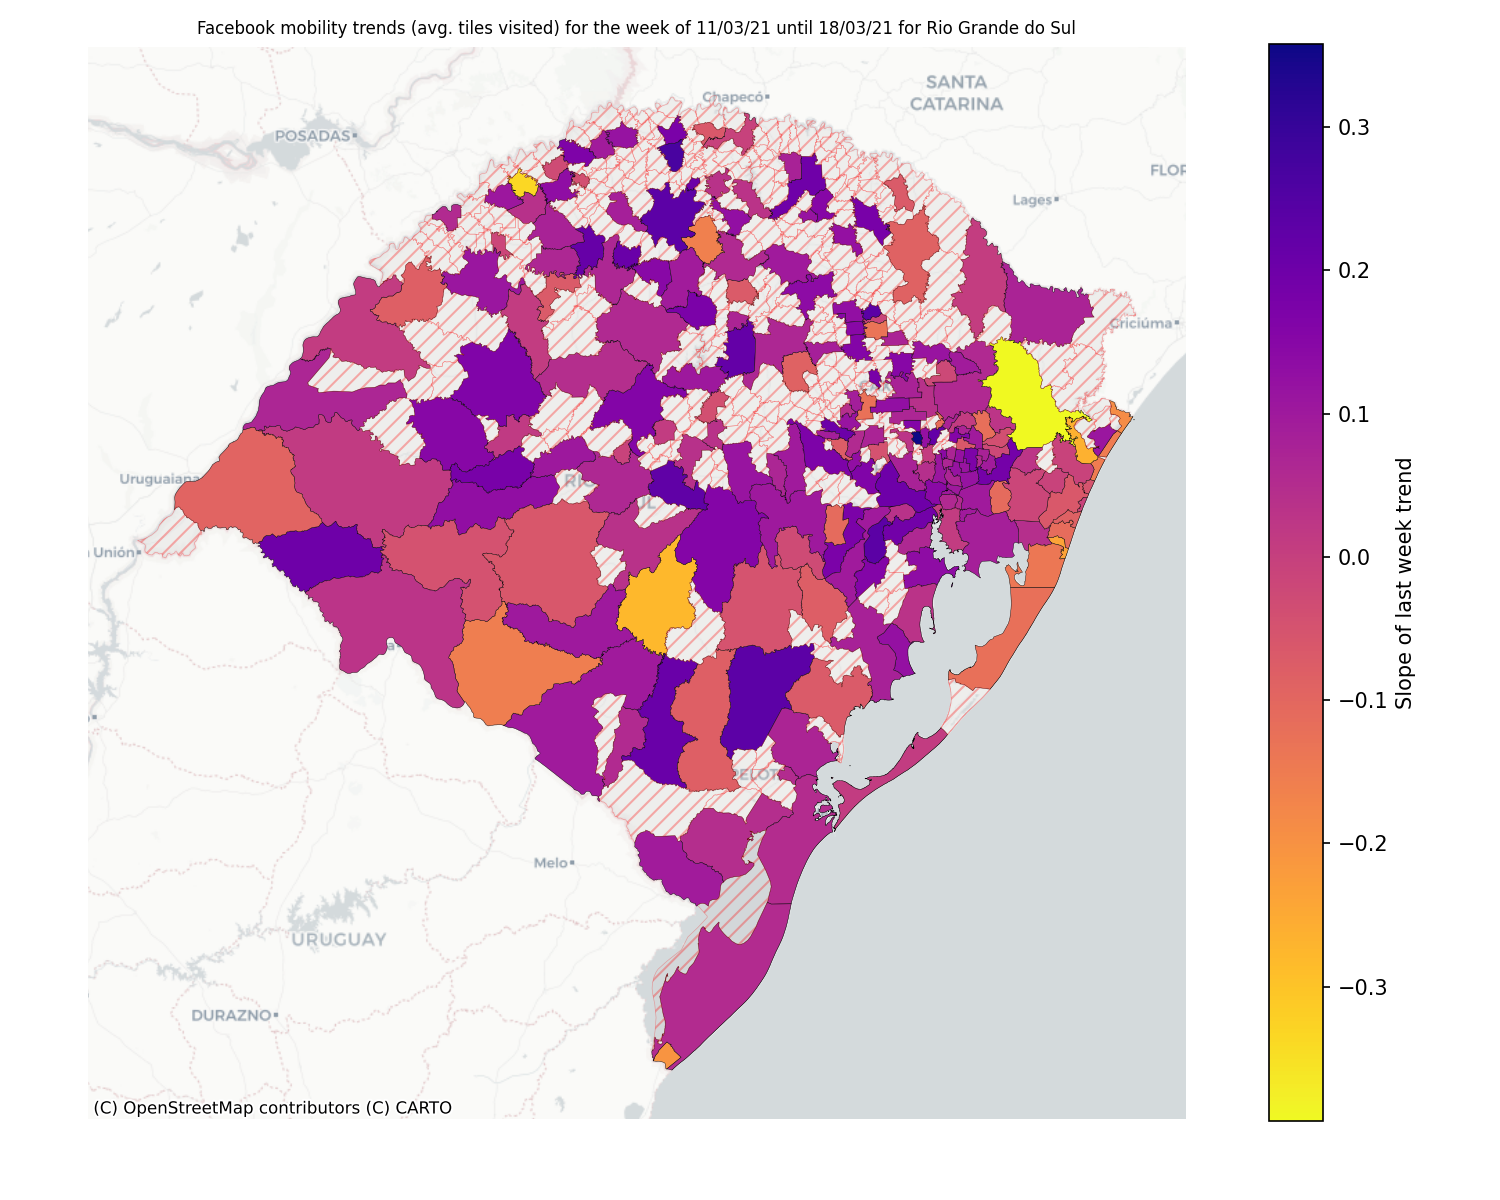 Facebook mobility trends (avg. tiles visited) for the week of 11/03/21 until 18/03/21 for Rio Grande do Sul
SANTA
CATARINA
Chapecó
POSADAS
FLOR
Lages
Criciúma
Uruguaiana
Unión
PELOT
Melo
URUGUAY
DURAZNO
(C) OpenStreetMap contributors (C) CARTO
0.3
0.2
0.1
0.0
−0.1
−0.2
−0.3
Slope of last week trend